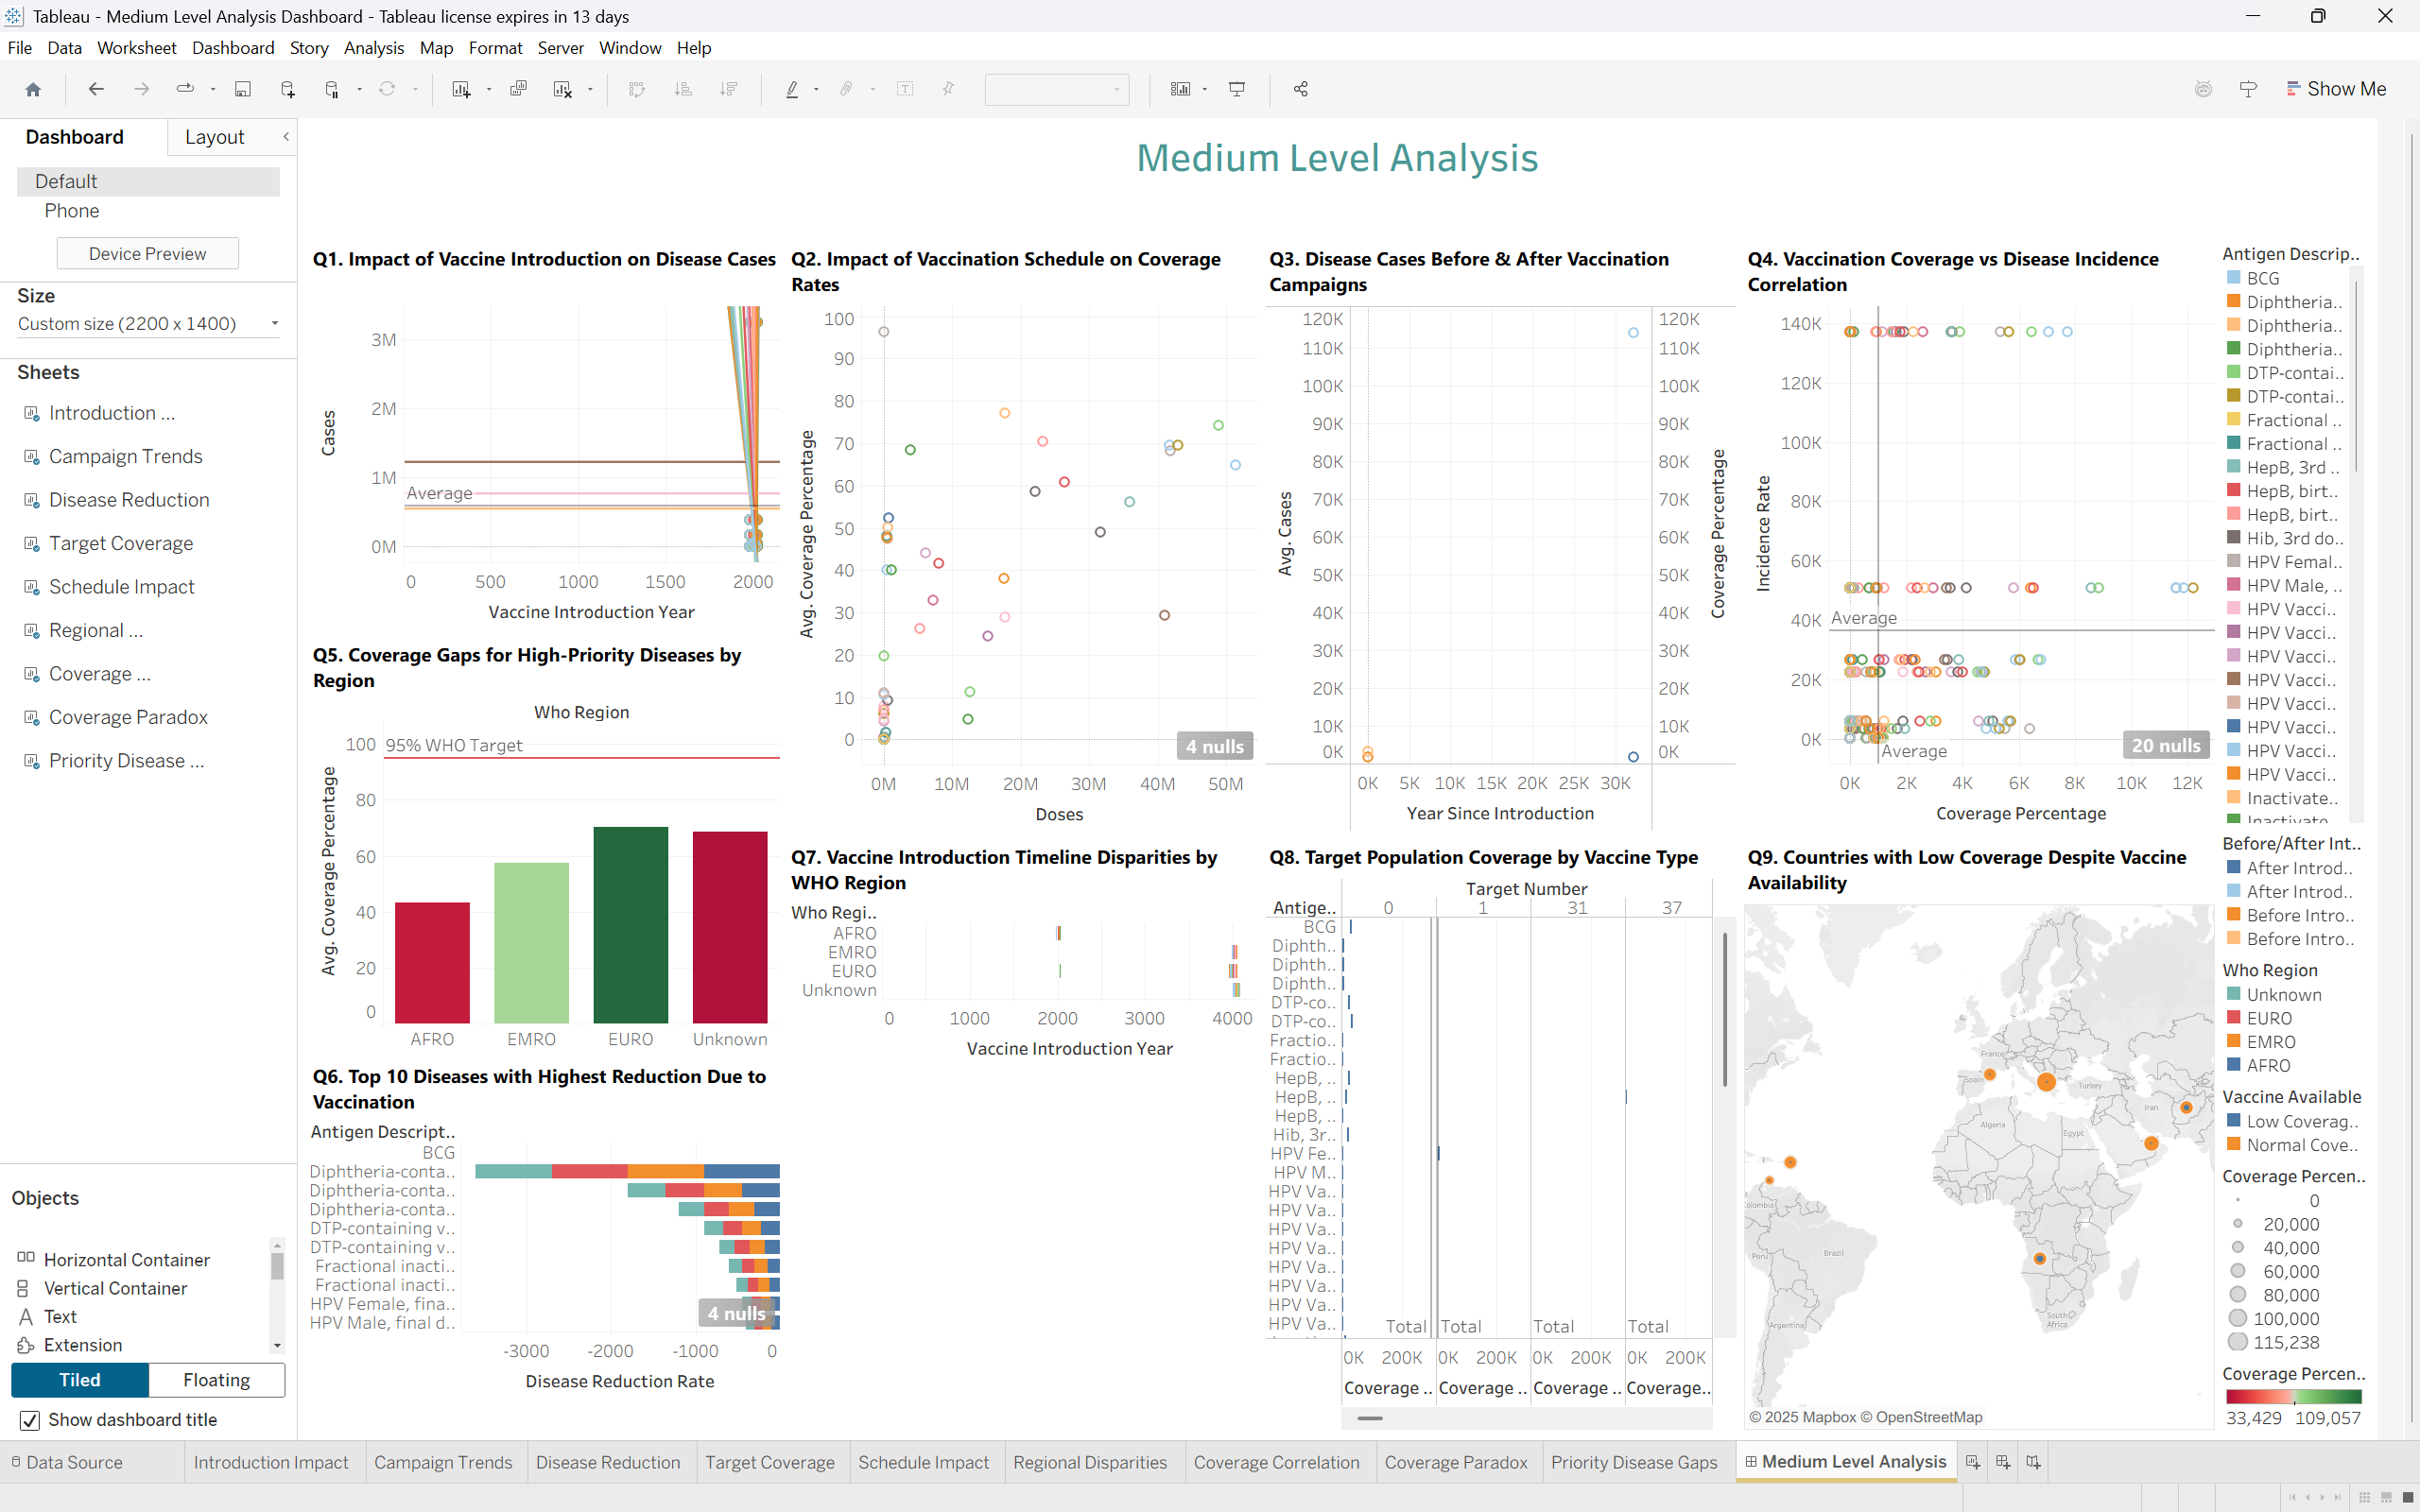 Tableau - Medium Level Analysis Dashboard - Tableau license expires in 13 days
File Data Worksheet Dashboard Story Analysis Map Format Server Window Help
Show Me
Dashboard Layout
Default
Phone
Device Preview
Size
Custom size (2200 x 1400)
Sheets
Introduction ...
Campaign Trends
Disease Reduction
Target Coverage
Schedule Impact
Regional ...
Coverage ...
Coverage Paradox
Priority Disease ...
Objects
Horizontal Container
Vertical Container
Text
Extension
Tiled Floating
Show dashboard title
Medium Level Analysis
Q1. Impact of Vaccine Introduction on Disease Cases
3M
2M
1M
0M
Cases
Average
0 500 1000 1500 2000
Vaccine Introduction Year
Q2. Impact of Vaccination Schedule on Coverage
Rates
100
90
80
70
60
50
40
30
20
10
0
Avg. Coverage Percentage
4 nulls
0M 10M 20M 30M 40M 50M
Doses
Q3. Disease Cases Before & After Vaccination
Campaigns
120K 120K
110K 110K
100K 100K
90K 90K
80K 80K
70K 70K
60K 60K
50K 50K
40K 40K
30K 30K
20K 20K
10K 10K
0K 0K
Avg. Cases
Coverage Percentage
0K 5K 10K 15K 20K 25K 30K
Year Since Introduction
Q4. Vaccination Coverage vs Disease Incidence
Correlation
140K
120K
100K
80K
60K
40K
20K
0K
Incidence Rate
Average
Average
20 nulls
0K 2K 4K 6K 8K 10K 12K
Coverage Percentage
Q5. Coverage Gaps for High-Priority Diseases by
Region
Who Region
100
80
60
40
20
0
Avg. Coverage Percentage
95% WHO Target
AFRO EMRO EURO Unknown
Q6. Top 10 Diseases with Highest Reduction Due to
Vaccination
Antigen Descript..
BCG
Diphtheria-conta..
Diphtheria-conta..
Diphtheria-conta..
DTP-containing v..
DTP-containing v..
Fractional inacti..
Fractional inacti..
HPV Female, fina..
HPV Male, final d..
4 nulls
-3000 -2000 -1000 0
Disease Reduction Rate
Q7. Vaccine Introduction Timeline Disparities by
WHO Region
Who Regi..
AFRO
EMRO
EURO
Unknown
0 1000 2000 3000 4000
Vaccine Introduction Year
Q8. Target Population Coverage by Vaccine Type
Target Number
Antige.. 0 1 31 37
BCG
Diphth..
Diphth..
Diphth..
DTP-co..
DTP-co..
Fractio..
Fractio..
HepB, ..
HepB, ..
HepB, ..
Hib, 3r..
HPV Fe..
HPV M..
HPV Va..
HPV Va..
HPV Va..
HPV Va..
HPV Va..
HPV Va..
HPV Va..
HPV Va..
Total Total Total Total
0K 200K 0K 200K 0K 200K 0K 200K
Coverage .. Coverage .. Coverage .. Coverage..
Q9. Countries with Low Coverage Despite Vaccine
Availability
France
Spain
Turkey
Iran
Algeria
Egypt
Peru
Brazil
Argentina
South
Africa
© 2025 Mapbox © OpenStreetMap
Antigen Descrip..
BCG
Diphtheria..
Diphtheria..
Diphtheria..
DTP-contai..
DTP-contai..
Fractional ..
Fractional ..
HepB, 3rd ..
HepB, birt..
HepB, birt..
Hib, 3rd do..
HPV Femal..
HPV Male, ..
HPV Vacci..
HPV Vacci..
HPV Vacci..
HPV Vacci..
HPV Vacci..
HPV Vacci..
HPV Vacci..
HPV Vacci..
Inactivate..
Before/After Int..
After Introd..
After Introd..
Before Intro..
Before Intro..
Who Region
Unknown
EURO
EMRO
AFRO
Vaccine Available
Low Coverag..
Normal Cove..
Coverage Percen..
0
20,000
40,000
60,000
80,000
100,000
115,238
Coverage Percen..
33,429 109,057
Data Source Introduction Impact Campaign Trends Disease Reduction Target Coverage Schedule Impact Regional Disparities Coverage Correlation Coverage Paradox Priority Disease Gaps Medium Level Analysis